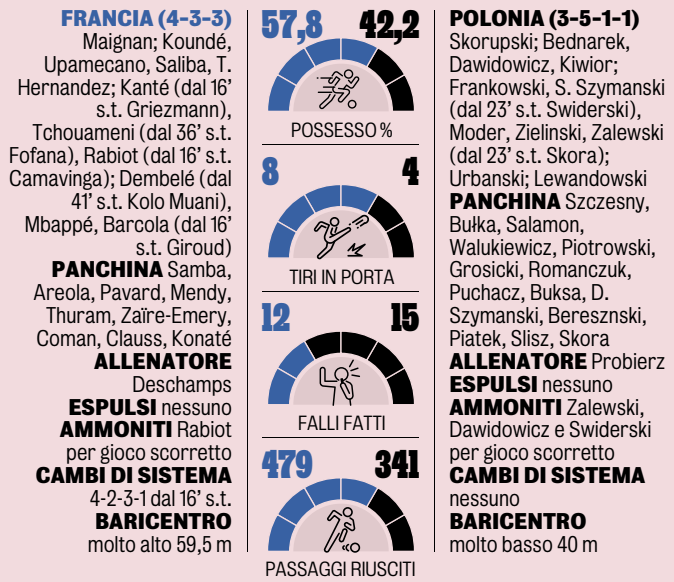 FRANCIA (4-3-3)
Maignan; Koundé,
Upamecano, Saliba, T.
Hernandez; Kanté (dal 16'
s.t. Griezmann),
Tchouameni (dal 36' s.t.
Fofana), Rabiot (dal 16' s.t.
Camavinga); Dembelé (dal
41' s.t. Kolo Muani),
Mbappé, Barcola (dal 16'
s.t. Giroud)
PANCHINA Samba,
Areola, Pavard, Mendy,
Thuram, Zaïre-Emery,
Coman, Clauss, Konaté
ALLENATORE
Deschamps
ESPULSI nessuno
AMMONITI Rabiot
per gioco scorretto
CAMBI DI SISTEMA
4-2-3-1 dal 16' s.t.
BARICENTRO
molto alto 59,5 m
57,8 42,2
POSSESSO %
8 4
TIRI IN PORTA
12 15
FALLI FATTI
479 341
PASSAGGI RIUSCITI
POLONIA (3-5-1-1)
Skorupski; Bednarek,
Dawidowicz, Kiwior;
Frankowski, S. Szymanski
(dal 23' s.t. Swiderski),
Moder, Zielinski, Zalewski
(dal 23' s.t. Skora);
Urbanski; Lewandowski
PANCHINA Szczesny,
Bułka, Salamon,
Walukiewicz, Piotrowski,
Grosicki, Romanczuk,
Puchacz, Buksa, D.
Szymanski, Beresznski,
Piatek, Slisz, Skora
ALLENATORE Probierz
ESPULSI nessuno
AMMONITI Zalewski,
Dawidowicz e Swiderski
per gioco scorretto
CAMBI DI SISTEMA
nessuno
BARICENTRO
molto basso 40 m